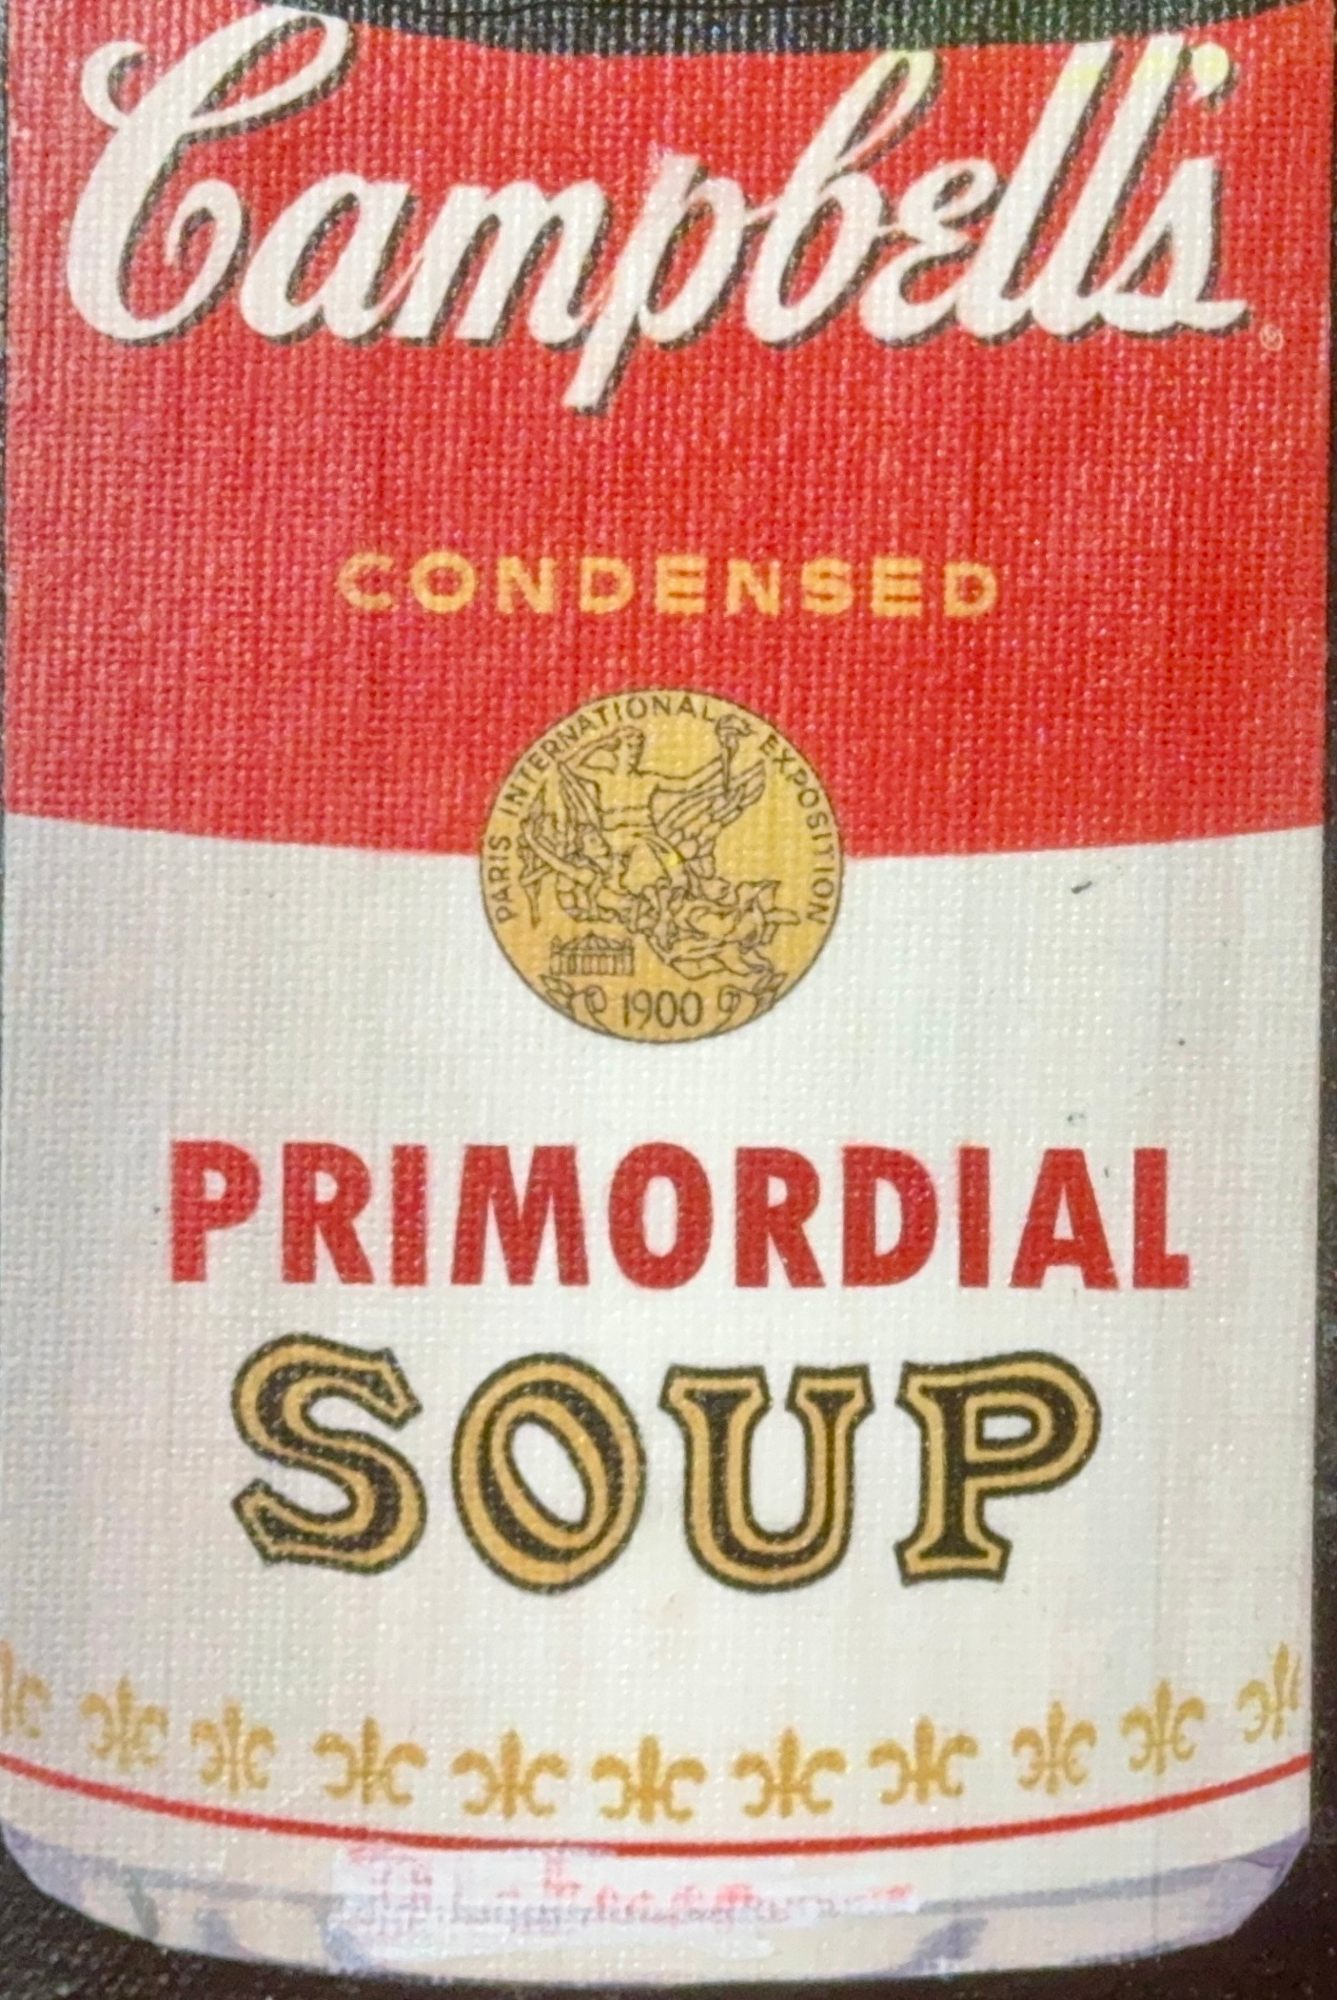 Campbell's®
CONDENSED
PARIS INTERNATIONAL EXPOSITION
1900
PRIMORDIAL
SOUP